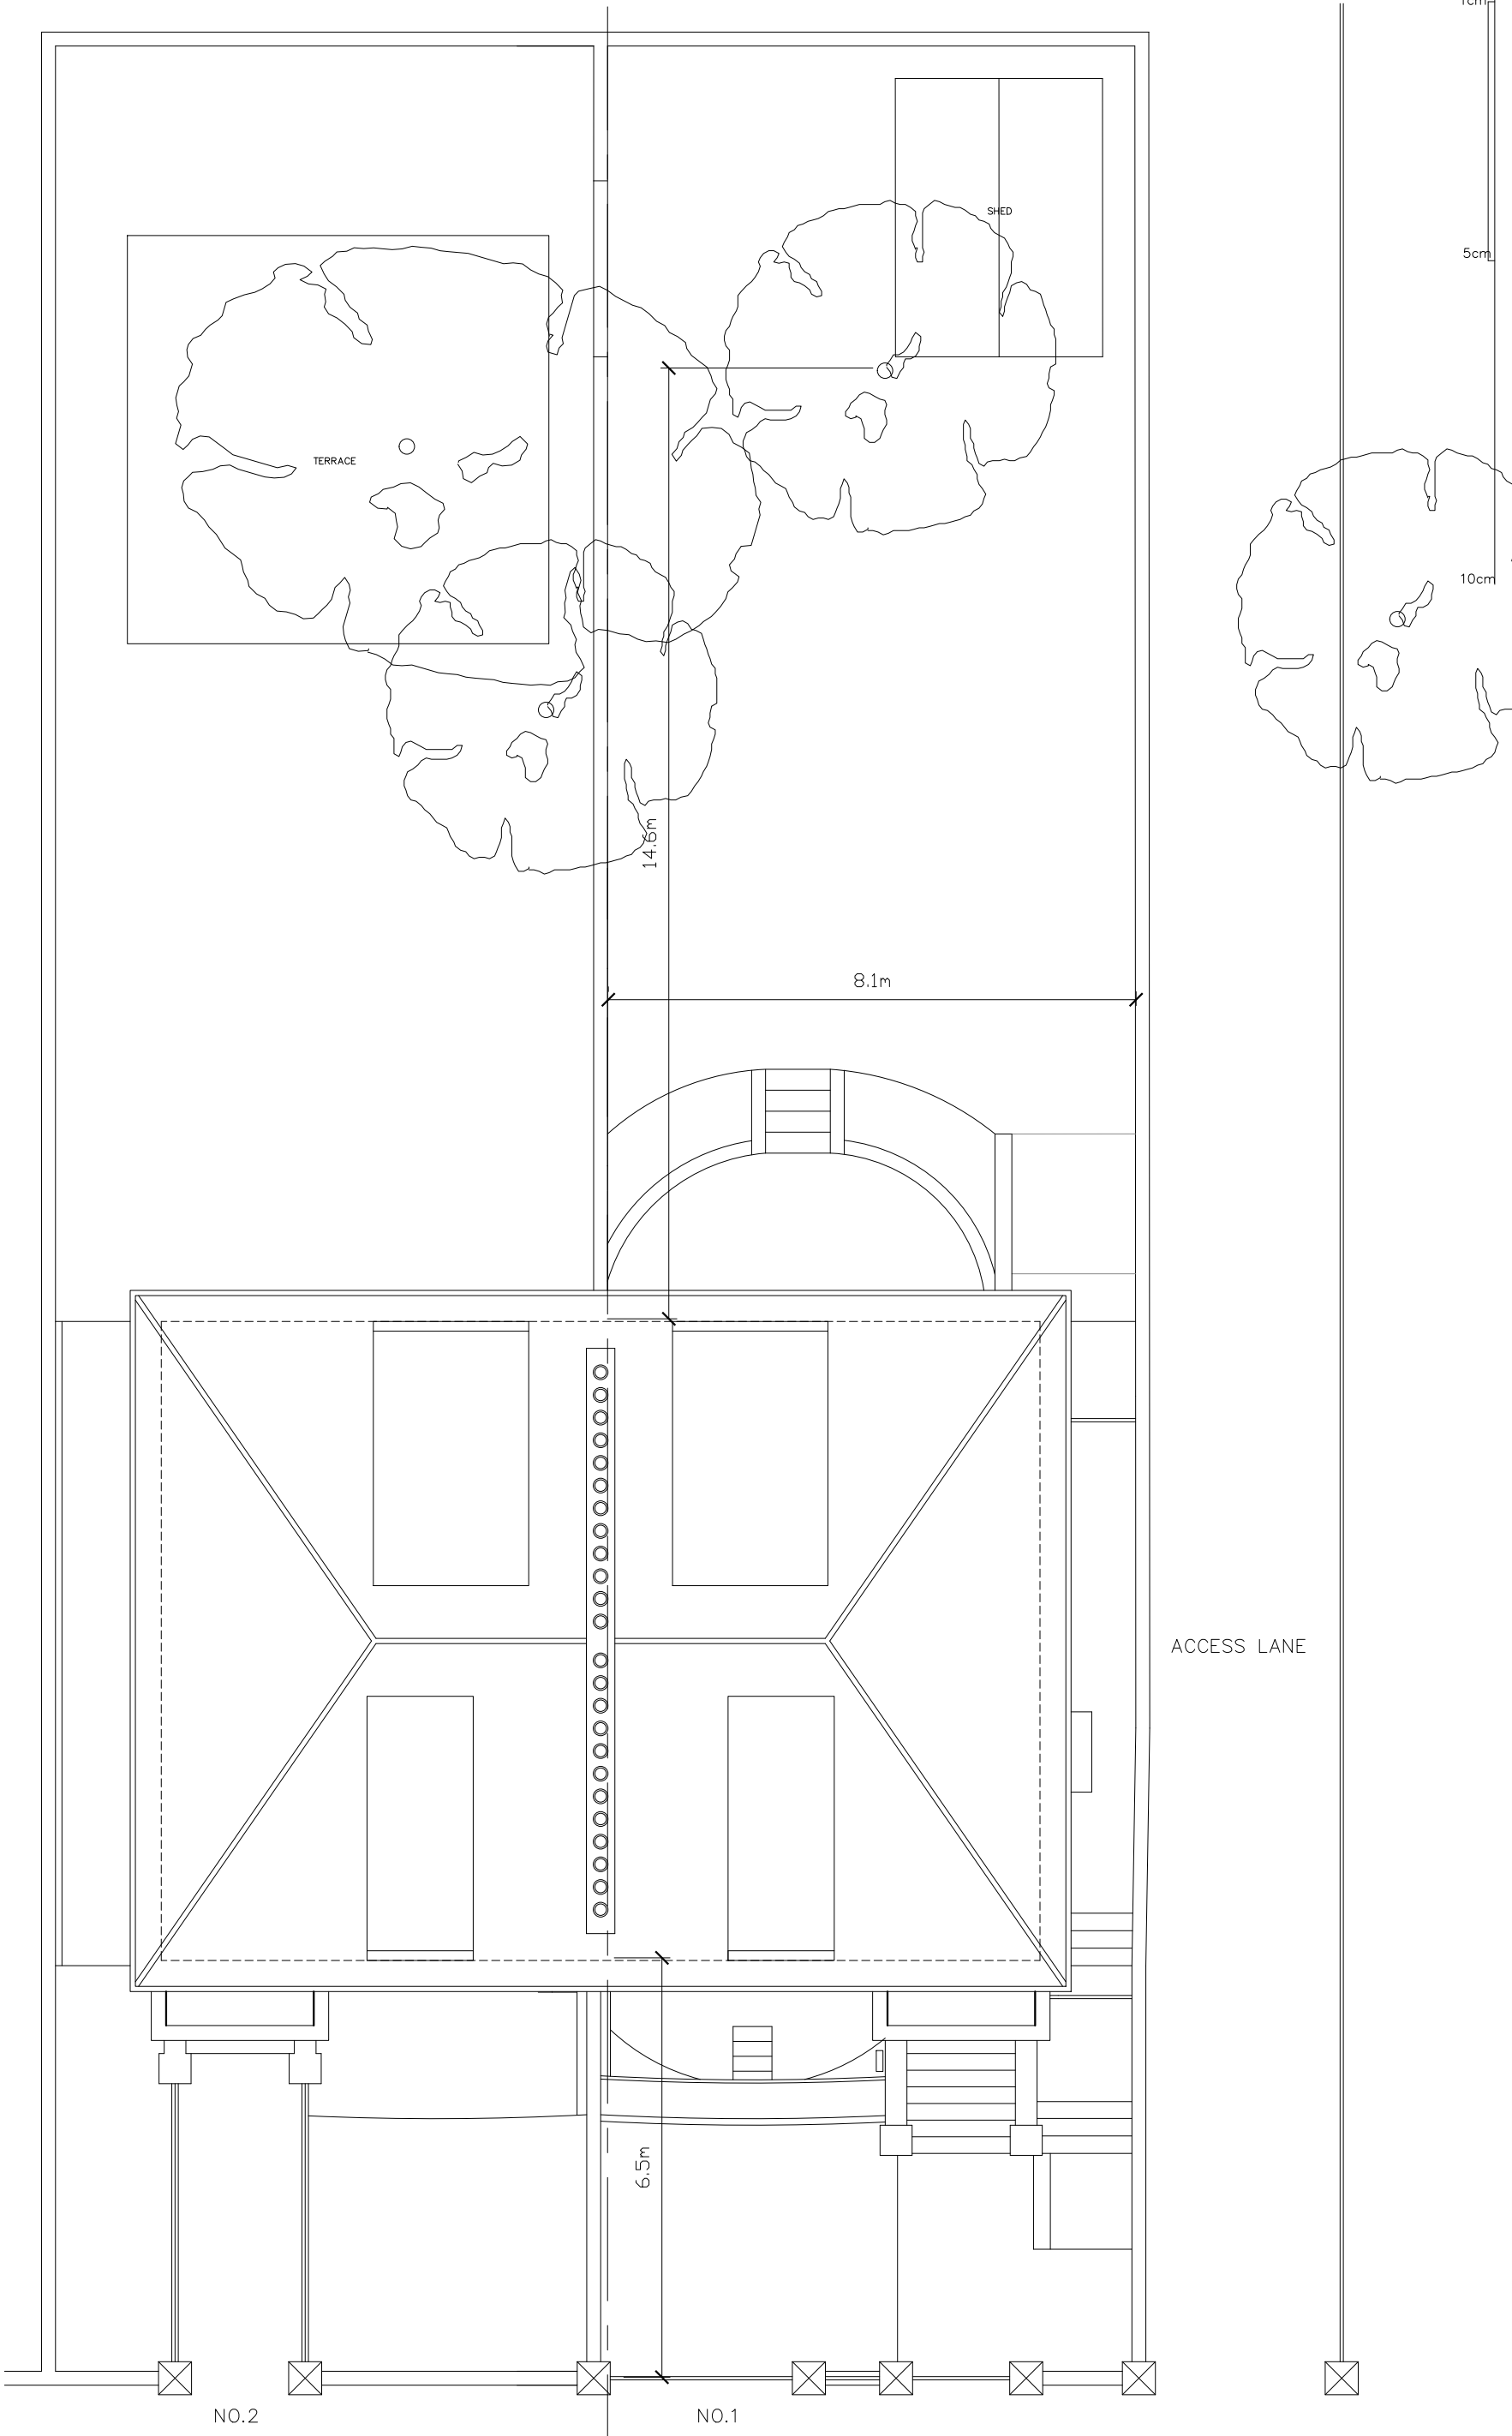 1cm
SHED
5cm
TERRACE
10cm
14.6m
8.1m
ACCESS LANE
6.5m
NO.2
NO.1